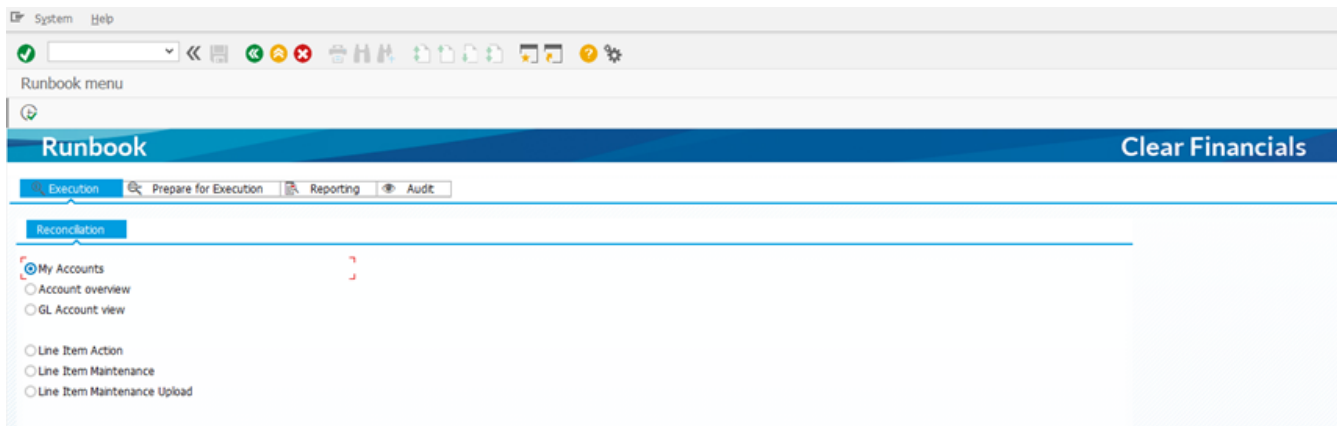 System Help
Runbook menu
Runbook Clear Financials
Execution Prepare for Execution Reporting Audit
Reconciliation
My Accounts
Account overview
GL Account view
Line Item Action
Line Item Maintenance
Line Item Maintenance Upload